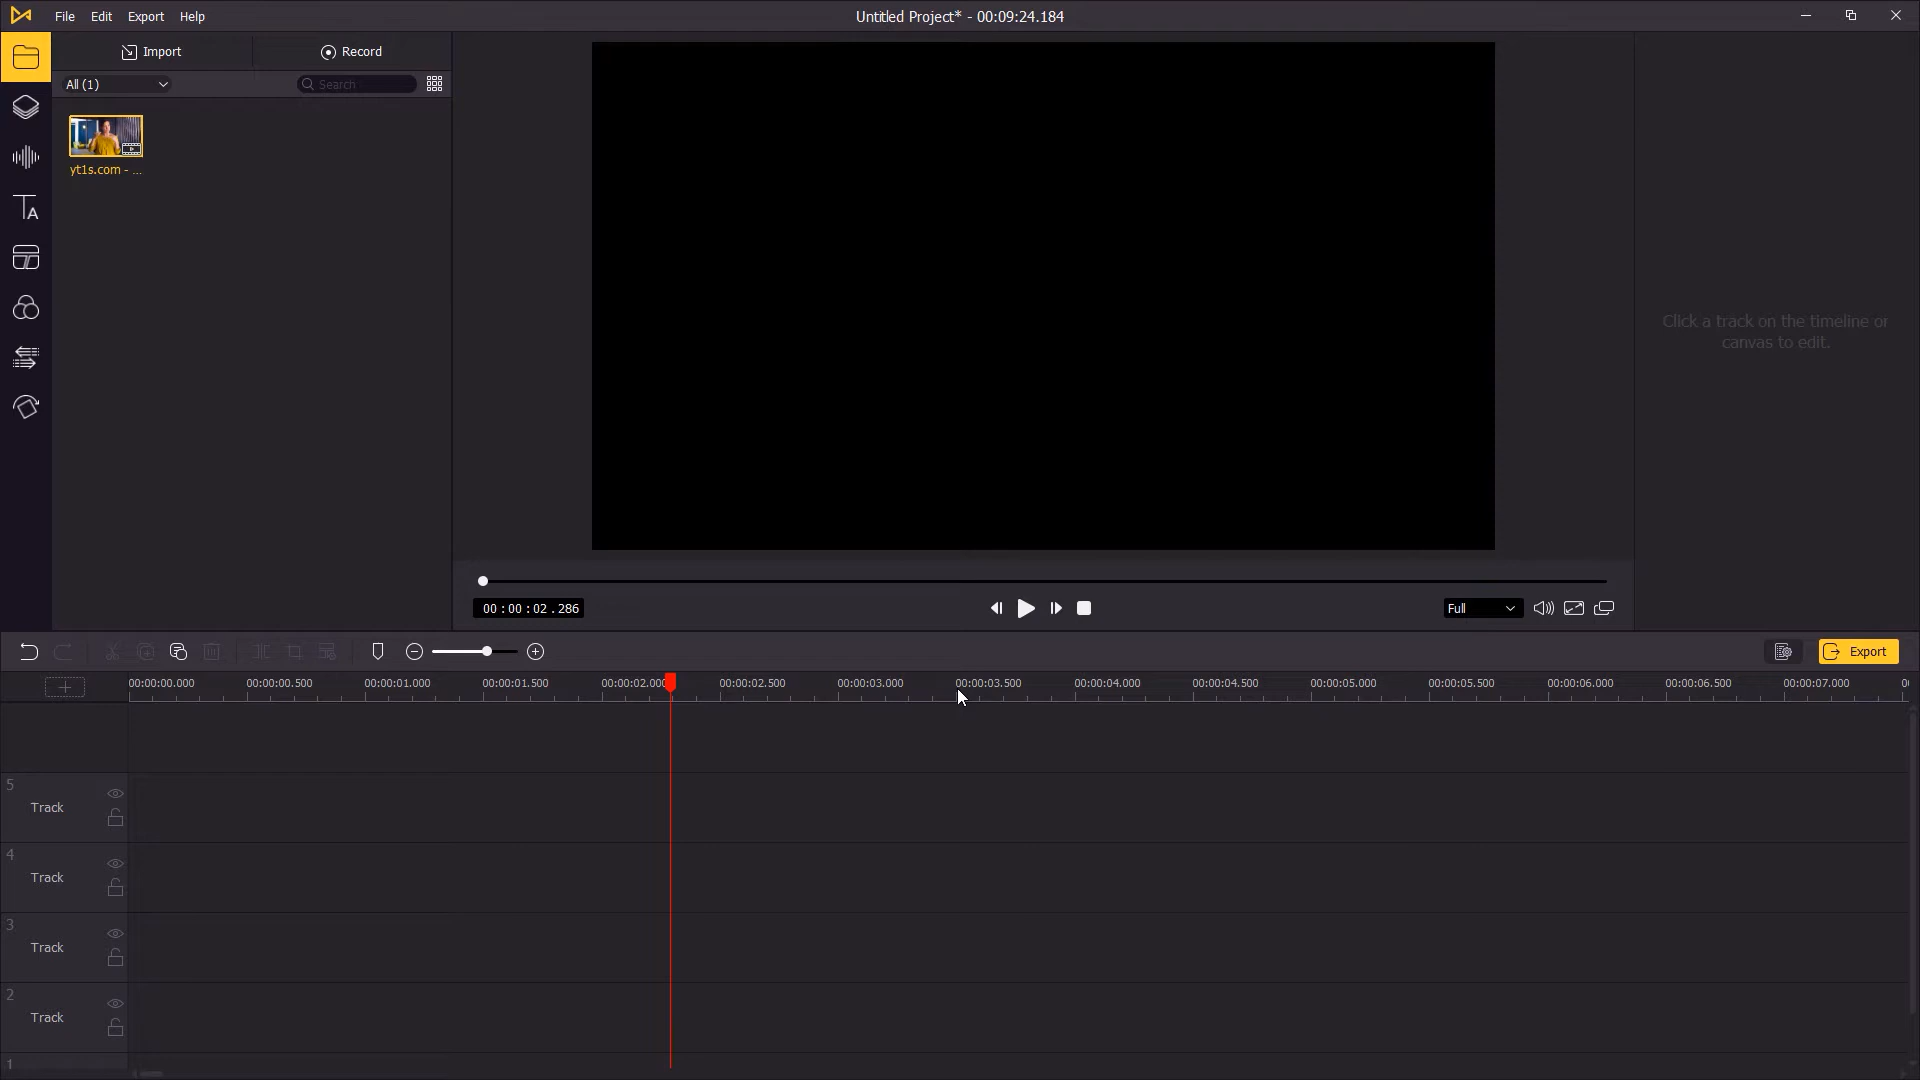 File Edit Export Help
Untitled Project* - 00:09:24.184
Import
Record
All (1)
Search
yt1s.com - ...
Click a track on the timeline or
canvas to edit.
00 : 00 : 02 . 286
Full
Export
00:00:00.000 00:00:00.500 00:00:01.000 00:00:01.500 00:00:02.000 00:00:02.500 00:00:03.000 00:00:03.500 00:00:04.000 00:00:04.500 00:00:05.000 00:00:05.500 00:00:06.000 00:00:06.500 00:00:07.000
5
Track
4
Track
3
Track
2
Track
1